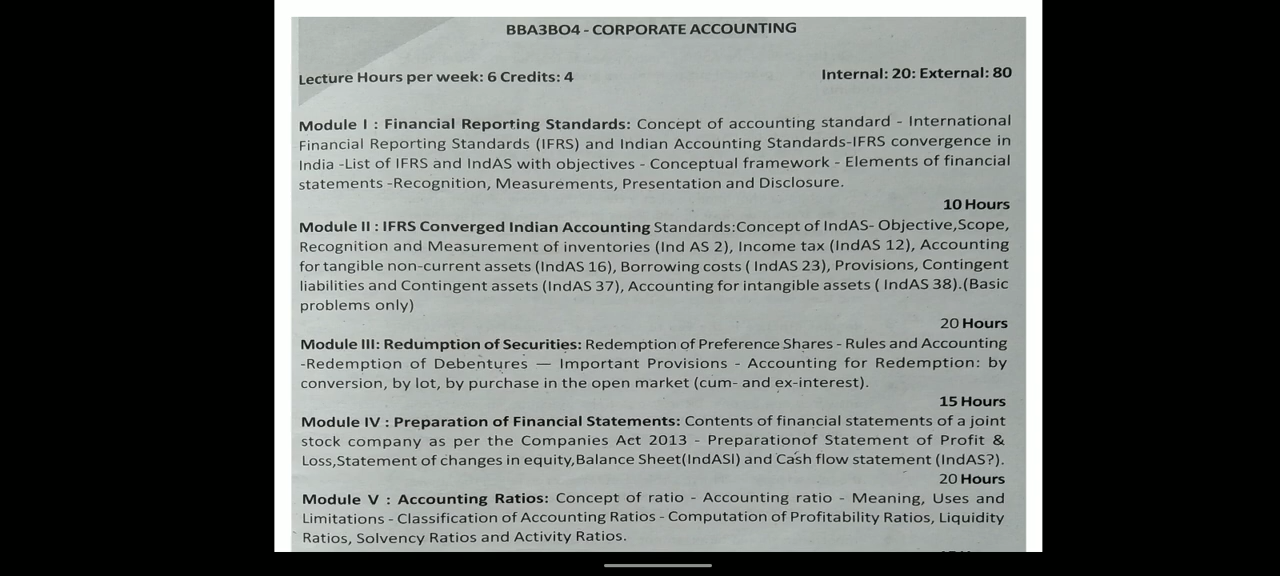 BBA3BO4 - CORPORATE ACCOUNTING
Lecture Hours per week: 6 Credits: 4 Internal: 20: External: 80
Module I : Financial Reporting Standards: Concept of accounting standard - International
Financial Reporting Standards (IFRS) and Indian Accounting Standards-IFRS convergence in
India -List of IFRS and IndAS with objectives - Conceptual framework - Elements of financial
statements -Recognition, Measurements, Presentation and Disclosure.
10 Hours
Module II : IFRS Converged Indian Accounting Standards:Concept of IndAS- Objective,Scope,
Recognition and Measurement of inventories (Ind AS 2), Income tax (IndAS 12), Accounting
for tangible non-current assets (IndAS 16), Borrowing costs ( IndAS 23), Provisions, Contingent
liabilities and Contingent assets (IndAS 37), Accounting for intangible assets ( IndAS 38).(Basic
problems only)
20 Hours
Module III: Redumption of Securities: Redemption of Preference Shares - Rules and Accounting
-Redemption of Debentures — Important Provisions - Accounting for Redemption: by
conversion, by lot, by purchase in the open market (cum- and ex-interest).
15 Hours
Module IV : Preparation of Financial Statements: Contents of financial statements of a joint
stock company as per the Companies Act 2013 - Preparationof Statement of Profit &
Loss,Statement of changes in equity,Balance Sheet(IndASI) and Cash flow statement (IndAS?).
20 Hours
Module V : Accounting Ratios: Concept of ratio - Accounting ratio - Meaning, Uses and
Limitations - Classification of Accounting Ratios - Computation of Profitability Ratios, Liquidity
Ratios, Solvency Ratios and Activity Ratios.